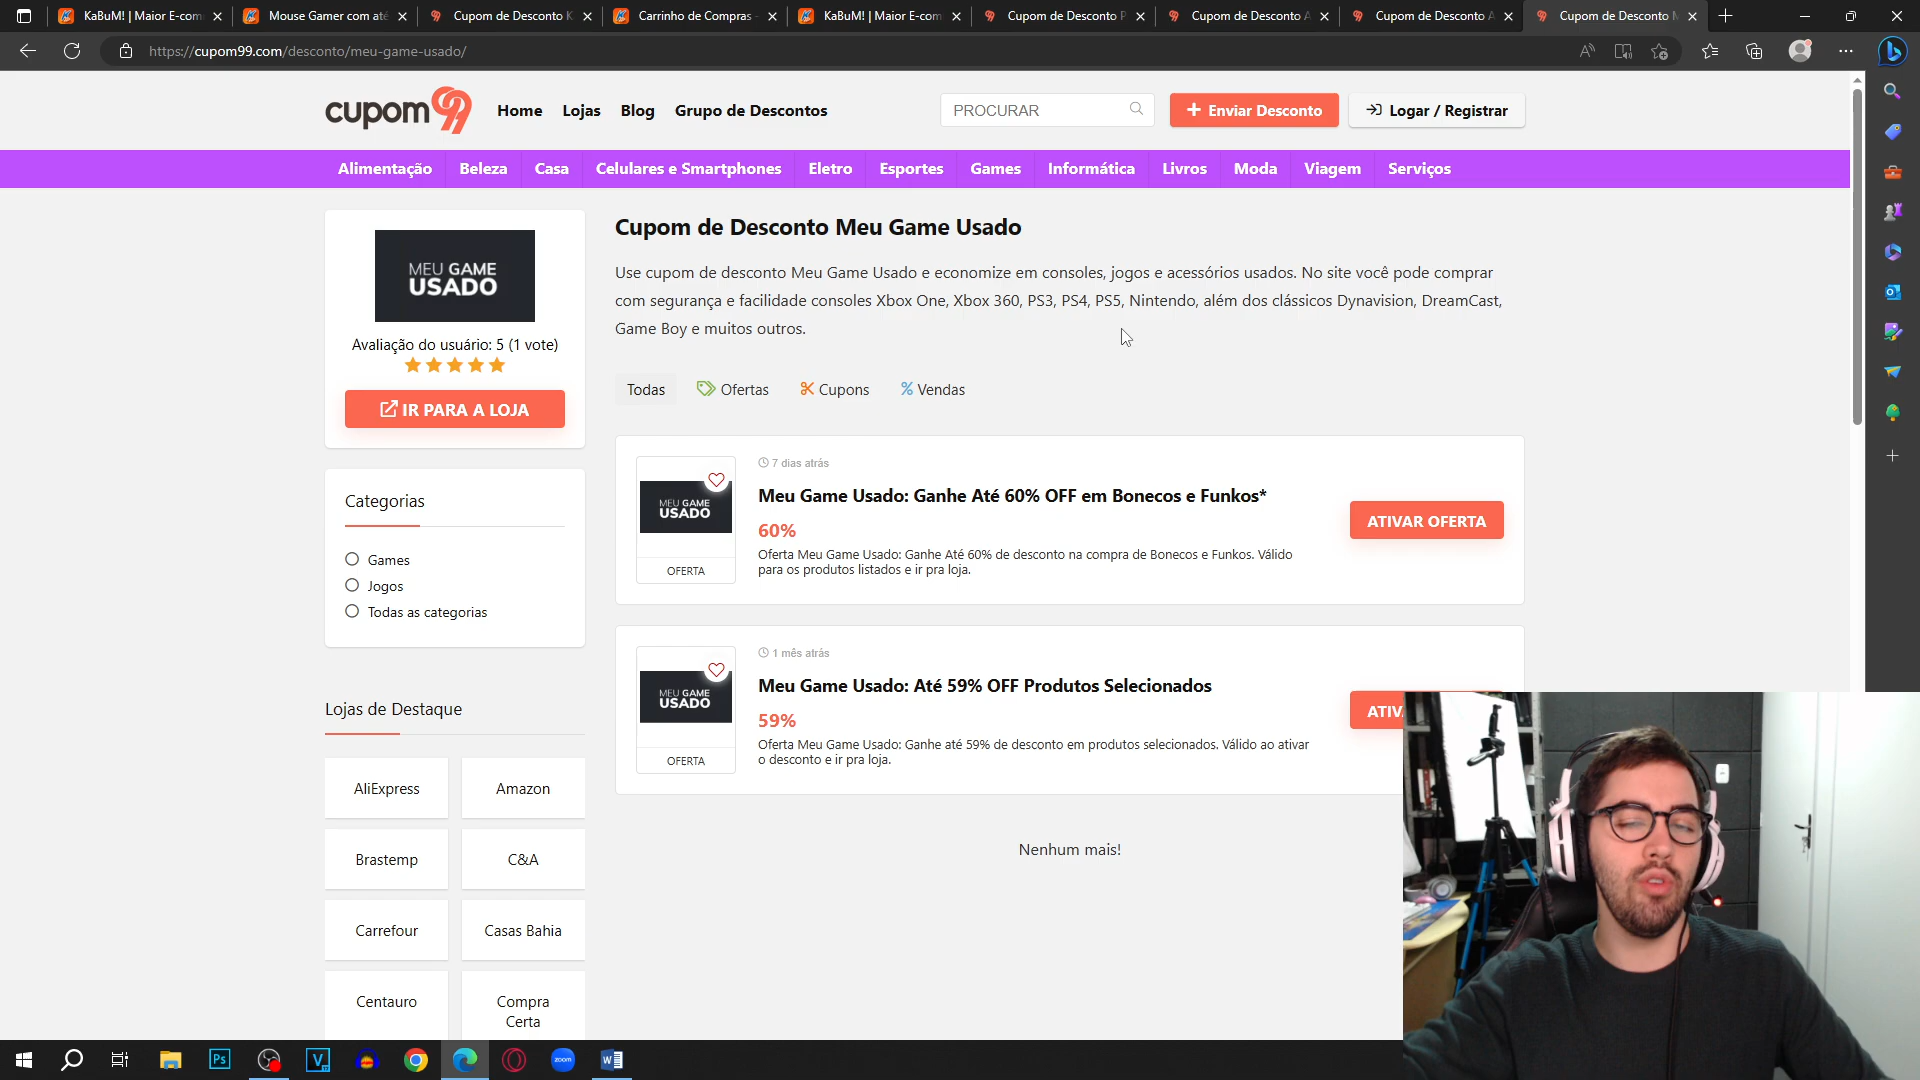 KaBuM! | Maior E-com
Mouse Gamer com até
Cupom de Desconto K
Carrinho de Compras -
KaBuM! | Maior E-com
Cupom de Desconto P
Cupom de Desconto A
Cupom de Desconto A
Cupom de Desconto M
https://cupom99.com/desconto/meu-game-usado/
cupom99
Home
Lojas
Blog
Grupo de Descontos
PROCURAR
+ Enviar Desconto
Logar / Registrar
Alimentação
Beleza
Casa
Celulares e Smartphones
Eletro
Esportes
Games
Informática
Livros
Moda
Viagem
Serviços
MEU GAME
USADO
Avaliação do usuário: 5 (1 vote)
IR PARA A LOJA
Categorias
Games
Jogos
Todas as categorias
Lojas de Destaque
AliExpress
Amazon
Brastemp
C&A
Carrefour
Casas Bahia
Centauro
Compra
Certa
Cupom de Desconto Meu Game Usado
Use cupom de desconto Meu Game Usado e economize em consoles, jogos e acessórios usados. No site você pode comprar
com segurança e facilidade consoles Xbox One, Xbox 360, PS3, PS4, PS5, Nintendo, além dos clássicos Dynavision, DreamCast,
Game Boy e muitos outros.
Todas
Ofertas
Cupons
Vendas
MEU GAME
USADO
OFERTA
7 dias atrás
Meu Game Usado: Ganhe Até 60% OFF em Bonecos e Funkos*
60%
Oferta Meu Game Usado: Ganhe Até 60% de desconto na compra de Bonecos e Funkos. Válido
para os produtos listados e ir pra loja.
ATIVAR OFERTA
MEU GAME
USADO
OFERTA
1 mês atrás
Meu Game Usado: Até 59% OFF Produtos Selecionados
59%
Oferta Meu Game Usado: Ganhe até 59% de desconto em produtos selecionados. Válido ao ativar
o desconto e ir pra loja.
ATIV
Nenhum mais!
Ps
V
zoom
W